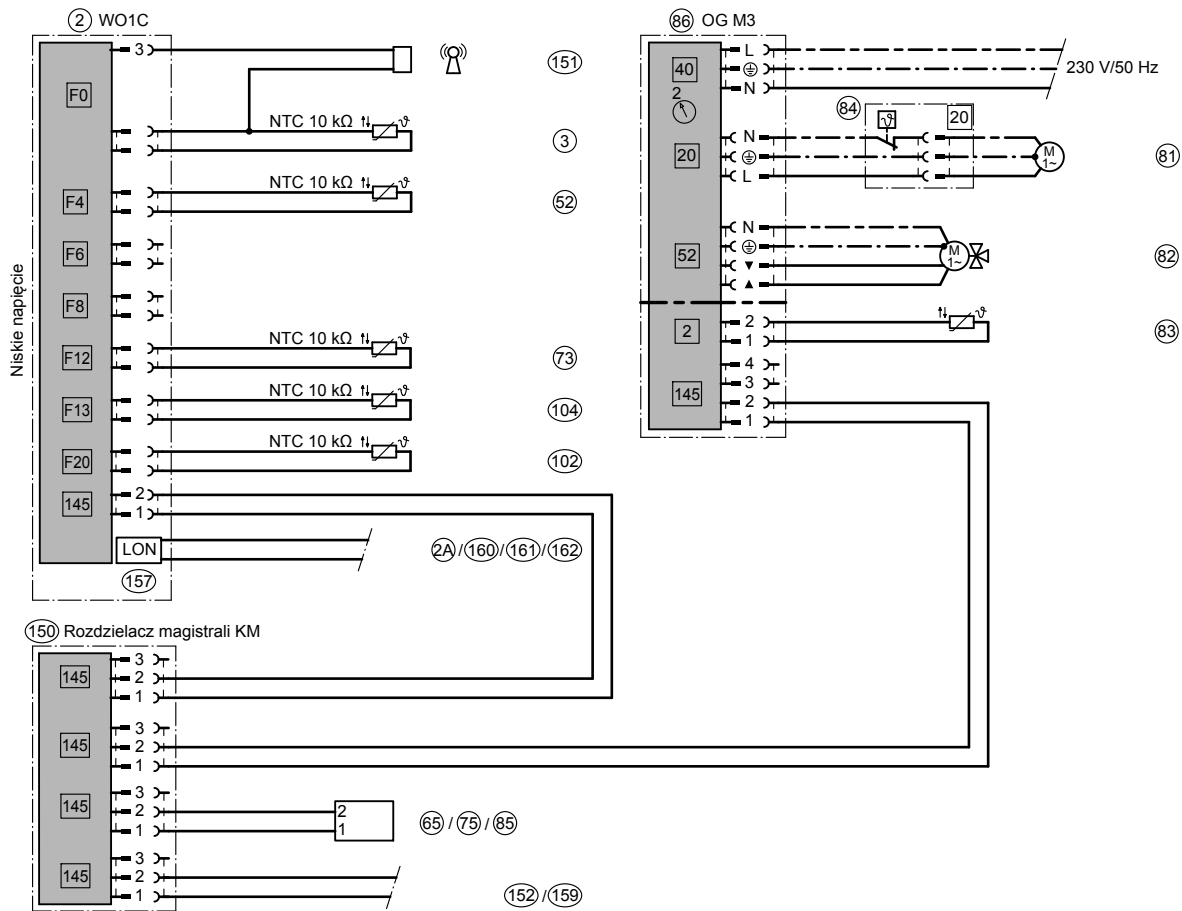 2 WO1C
3
F0
151
NTC 10 kΩ ϑ
3
NTC 10 kΩ ϑ
F4
52
F6
F8
Niskie napięcie
NTC 10 kΩ ϑ
F12
73
NTC 10 kΩ ϑ
F13
104
NTC 10 kΩ ϑ
F20
102
145
2
1
LON
157
2A / 160 / 161 / 162
150 Rozdzielacz magistrali KM
145
3
2
1
145
3
2
1
145
3
2
1
2
1
65 / 75 / 85
145
3
2
1
152 / 159
86 OG M3
40
2
L
N
230 V/50 Hz
84
ϑ
20
20
N
L
M
1~
81
52
N
▼
▲
M
1~
82
2
2
1
ϑ
83
145
4
3
2
1